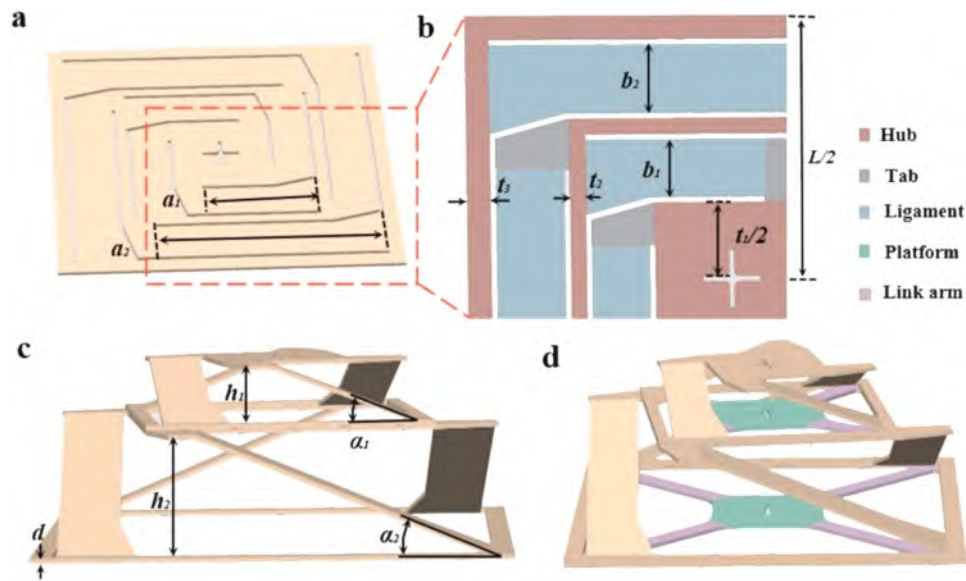 a
a₁
a₂
b
b₂
b₁
t₃
t₂
t₁/2
L/2
Hub
Tab
Ligament
Platform
Link arm
c
h₁
α₁
h₂
α₂
d
d